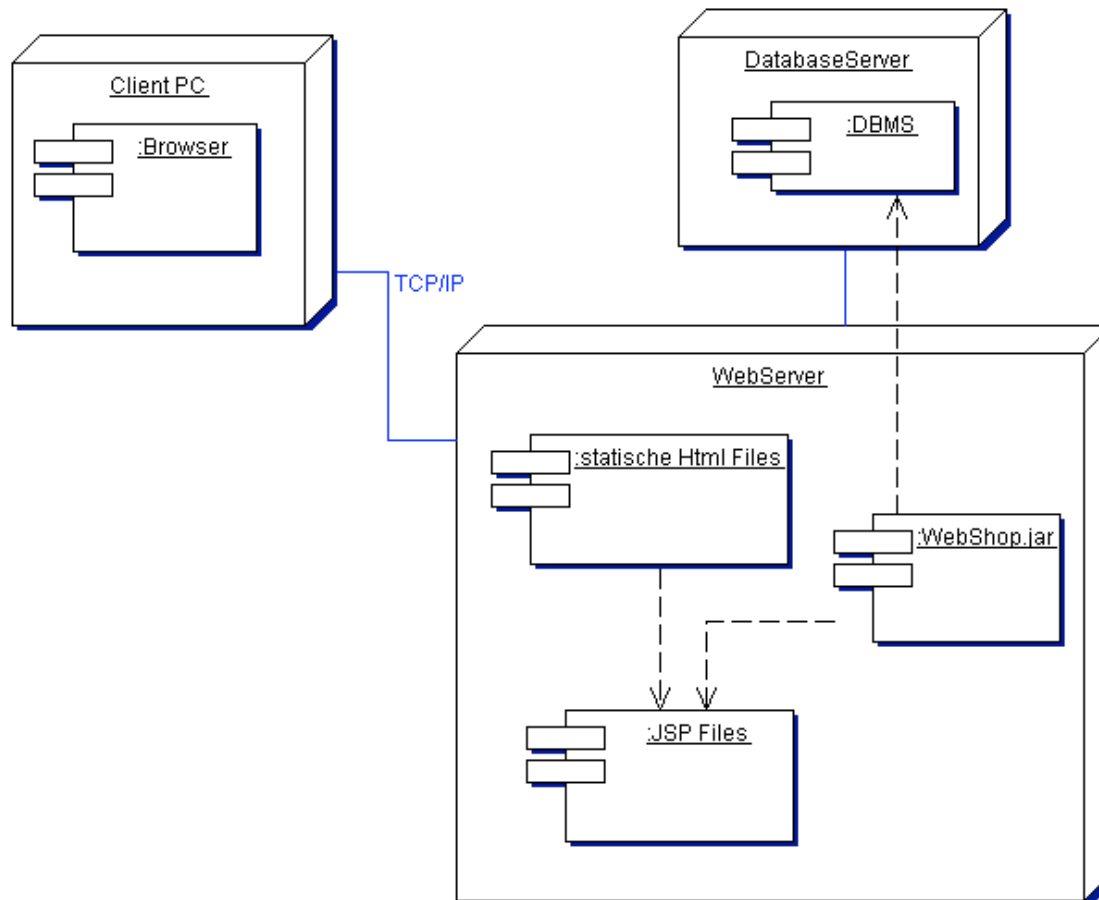 Client PC
:Browser
DatabaseServer
:DBMS
TCP/IP
WebServer
:statische Html Files
:WebShop.jar
:JSP Files